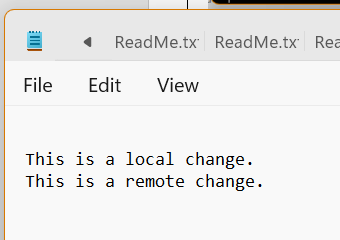 ReadMe.tx ReadMe.tx Rea
File Edit View
This is a local change.
This is a remote change.